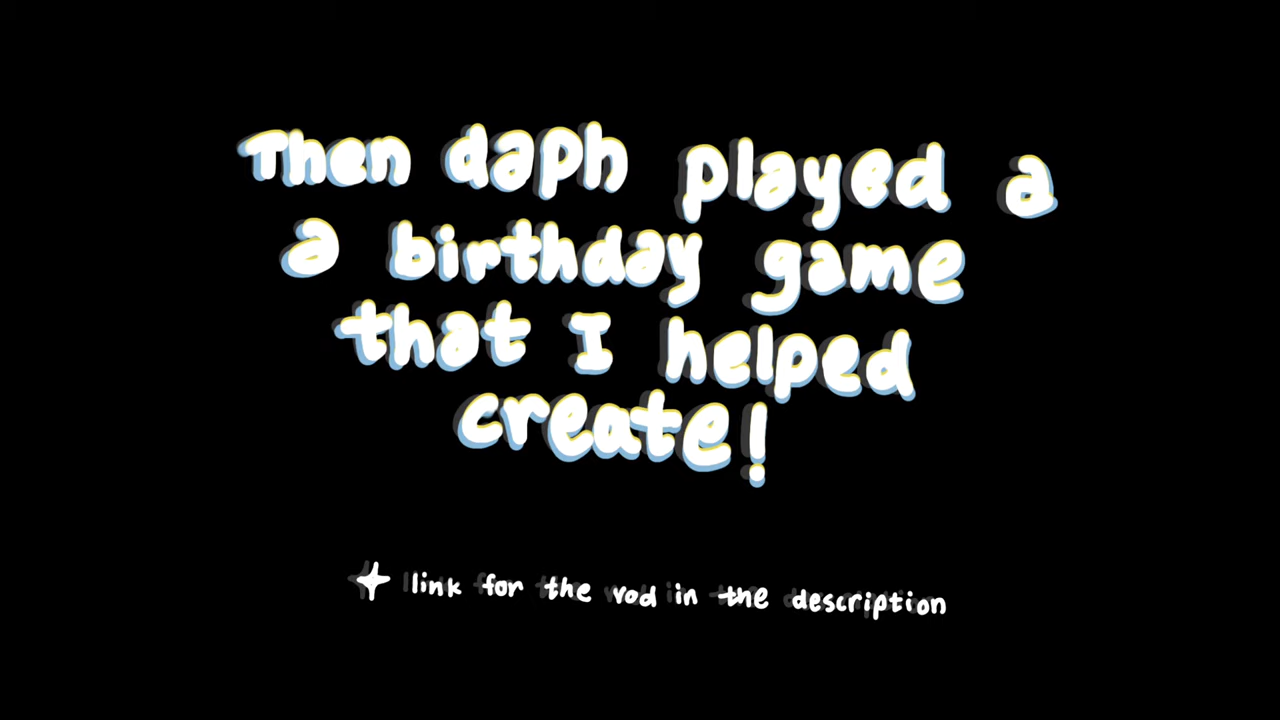 Then daph played a
a birthday game
that I helped
create!
link for the vod in the description